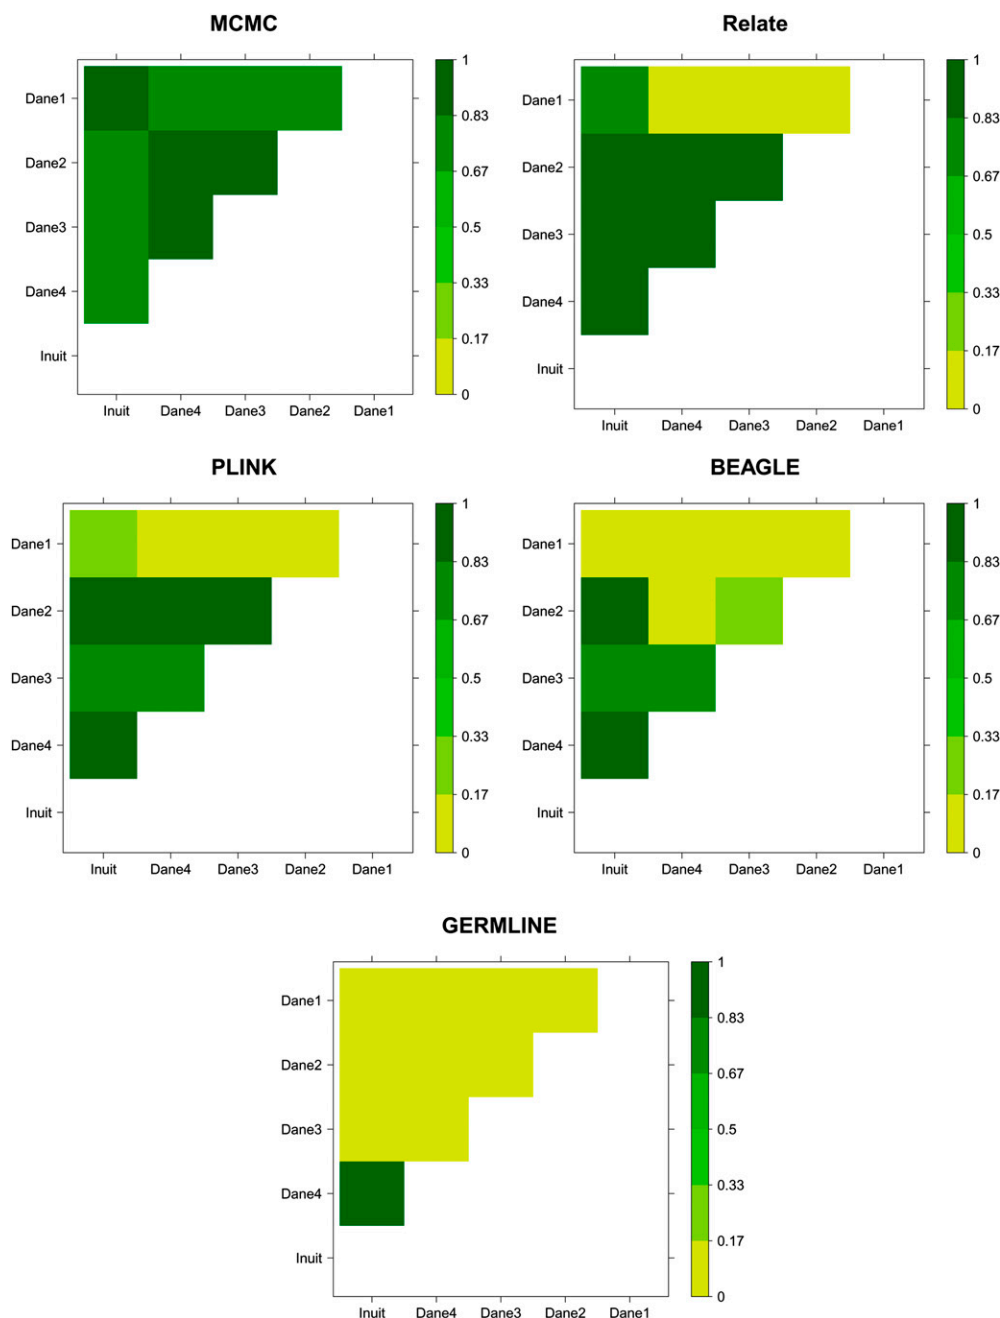 MCMC
Dane1
Dane2
Dane3
Dane4
Inuit
Inuit Dane4 Dane3 Dane2 Dane1
1
0.83
0.67
0.5
0.33
0.17
0
Relate
Dane1
Dane2
Dane3
Dane4
Inuit
Inuit Dane4 Dane3 Dane2 Dane1
1
0.83
0.67
0.5
0.33
0.17
0
PLINK
Dane1
Dane2
Dane3
Dane4
Inuit
Inuit Dane4 Dane3 Dane2 Dane1
1
0.83
0.67
0.5
0.33
0.17
0
BEAGLE
Dane1
Dane2
Dane3
Dane4
Inuit
Inuit Dane4 Dane3 Dane2 Dane1
1
0.83
0.67
0.5
0.33
0.17
0
GERMLINE
Dane1
Dane2
Dane3
Dane4
Inuit
Inuit Dane4 Dane3 Dane2 Dane1
1
0.83
0.67
0.5
0.33
0.17
0